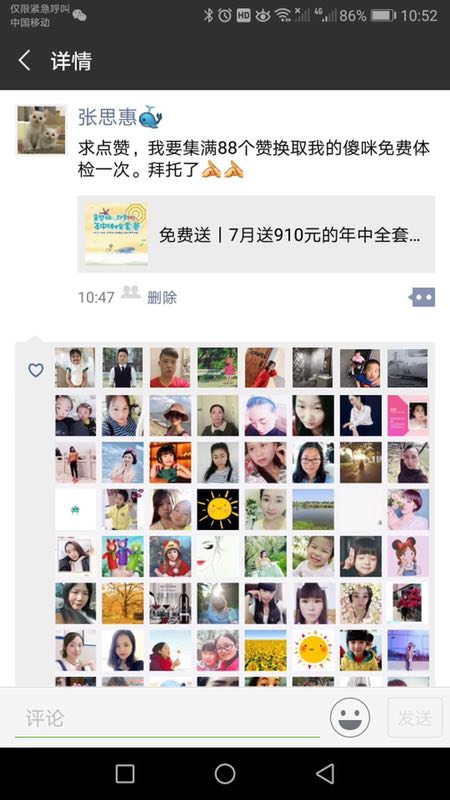 仅限紧急呼叫
中国移动
HD
4G
86%
10:52
详情
张思惠
求点赞，我要集满88个赞换取我的傻咪免费体
检一次。拜托了
免费送丨7月送910元的年中全套...
10:47 删除
评论
发送